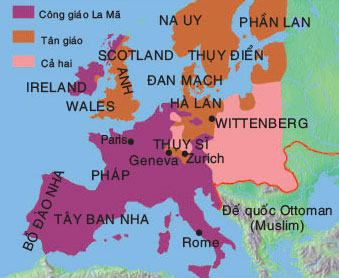 Công giáo La Mã
Tân giáo
Cả hai
NA UY
PHẦN LAN
SCOTLAND
THỤY ĐIỂN
IRELAND
ANH
ĐAN MẠCH
WALES
HÀ LAN
WITTENBERG
Paris
THUỴ SĨ
Geneva
Zurich
PHÁP
BỒ ĐÀO NHA
TÂY BAN NHA
Đế quốc Ottoman
(Muslim)
Rome